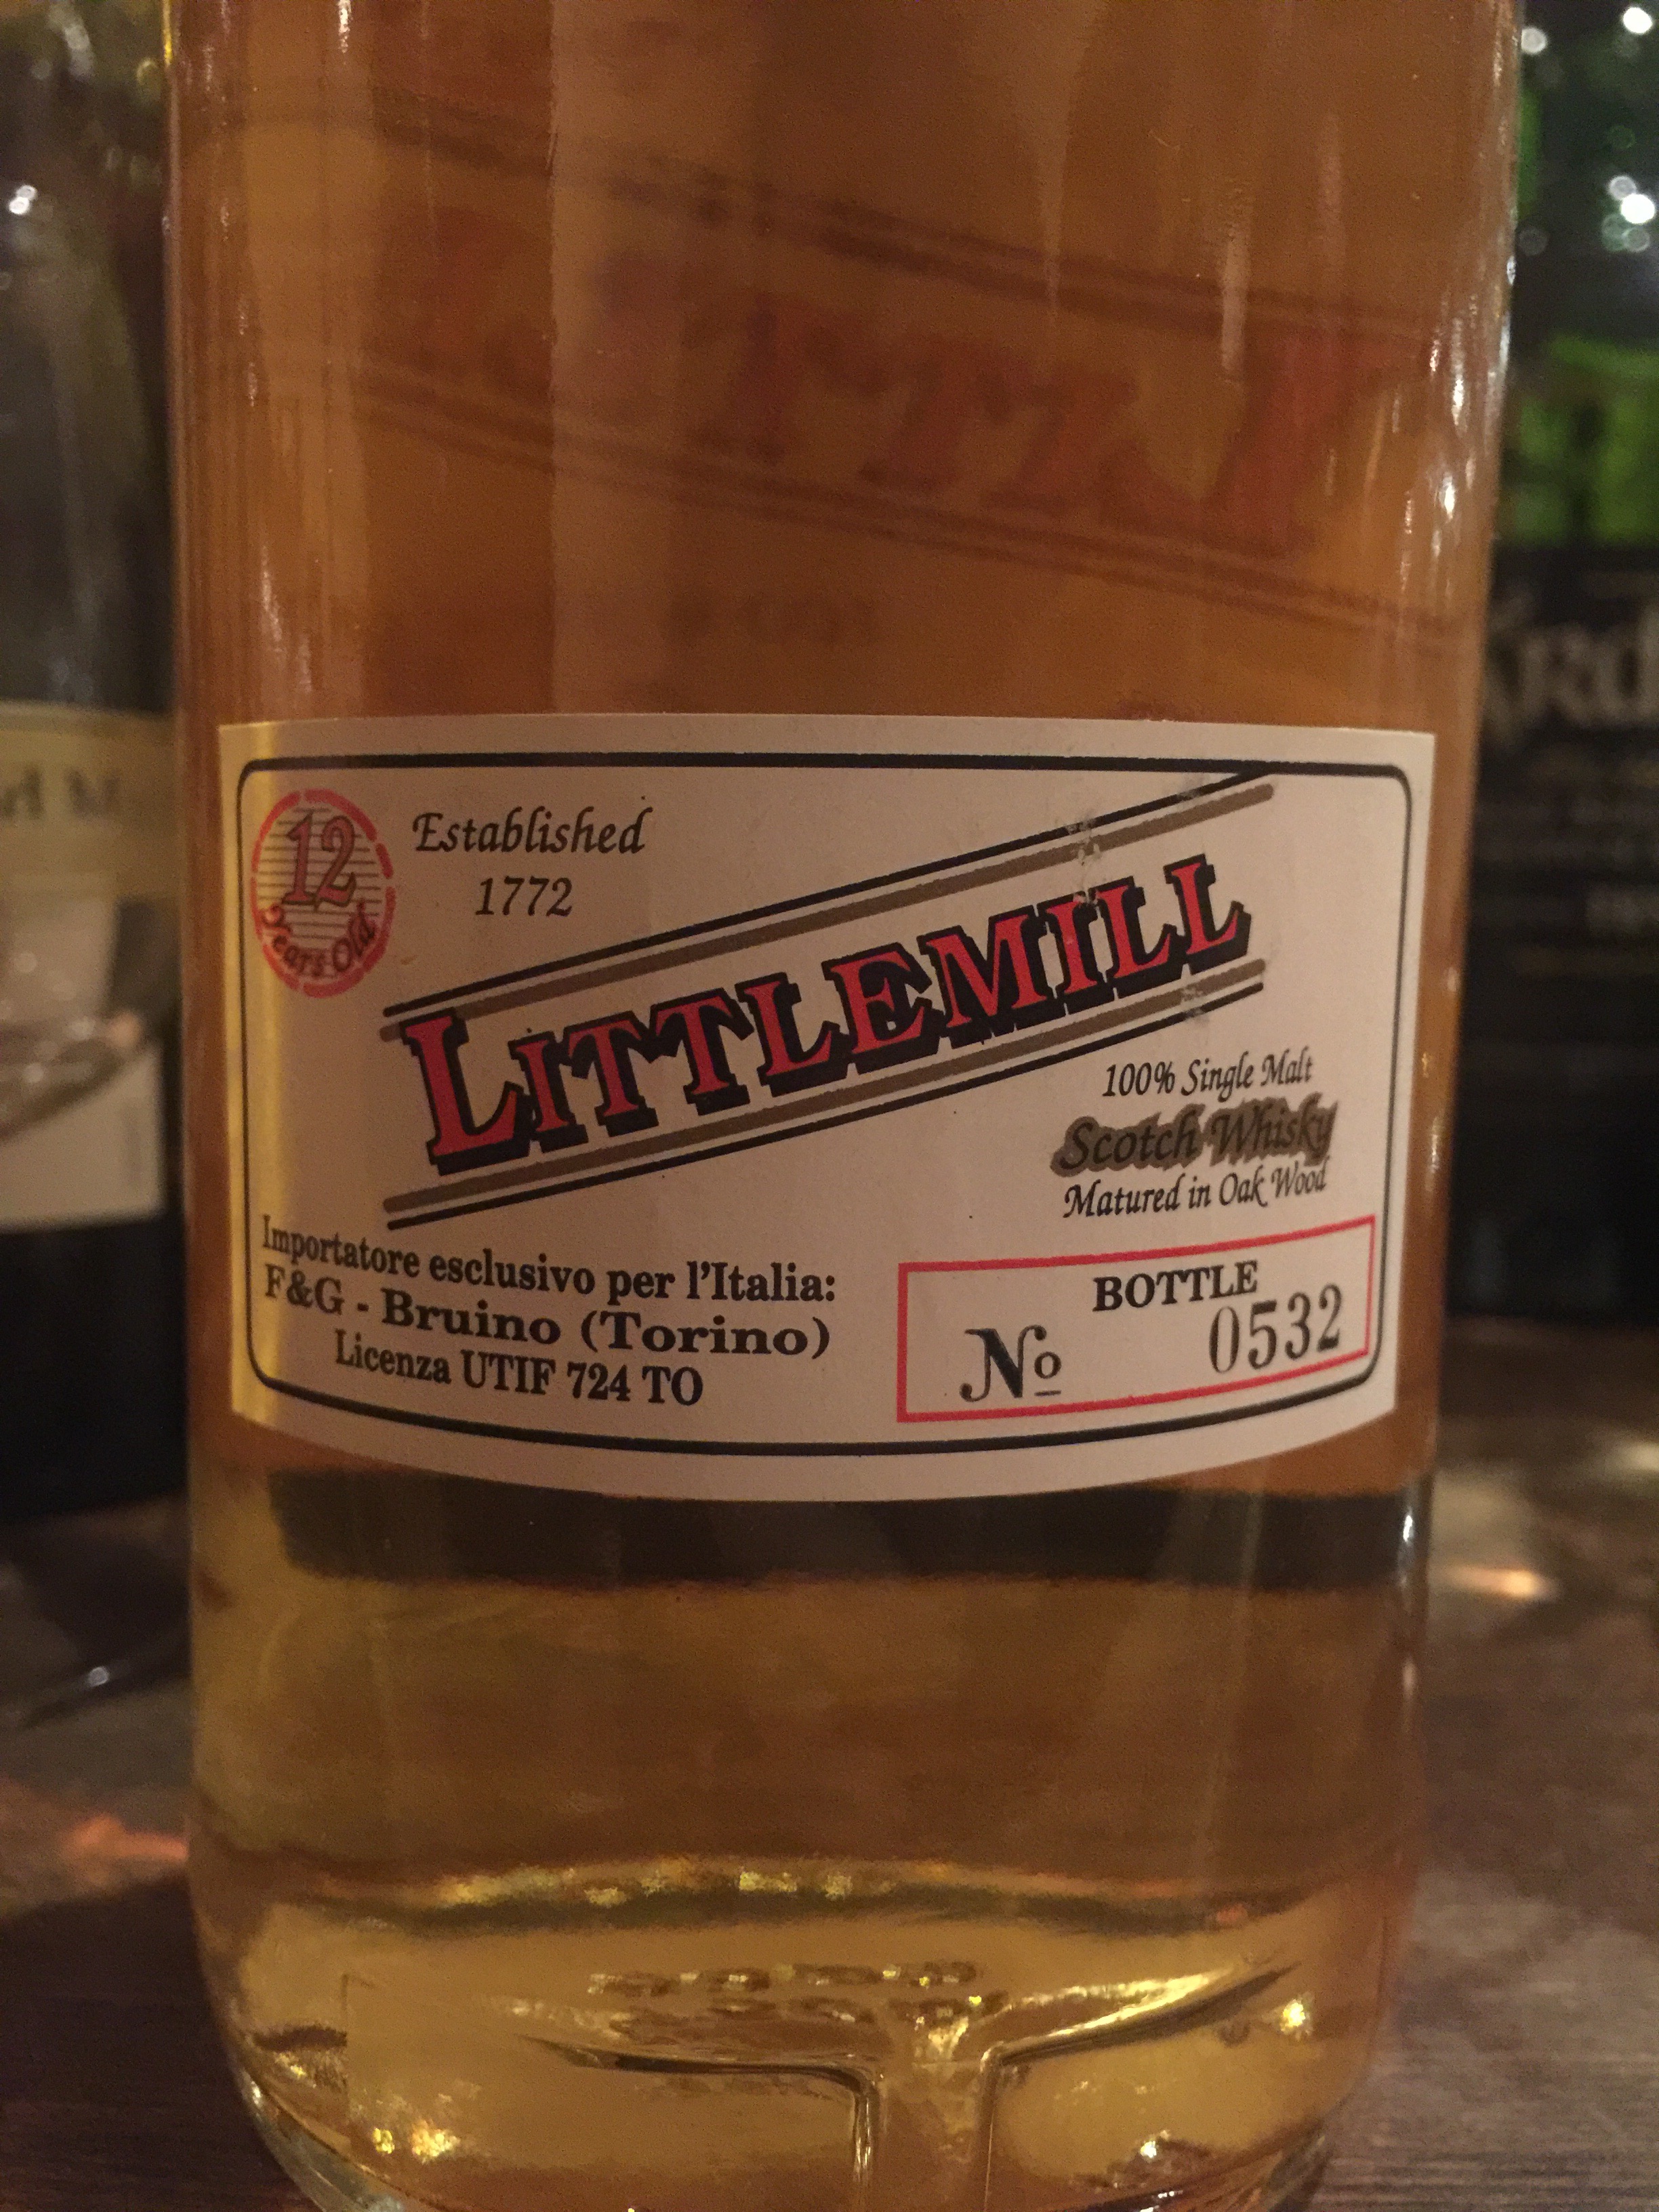 12
Years Old
Established
1772
LITTLEMILL
100% Single Malt
Scotch Whisky
Matured in Oak Wood
Importatore esclusivo per l'Italia:
F&G - Bruino (Torino)
Licenza UTIF 724 TO
BOTTLE
No 0532